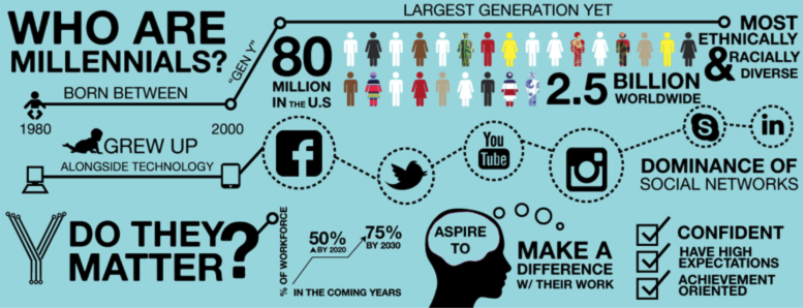 WHO ARE
MILLENNIALS?
"GEN Y"
BORN BETWEEN
1980
2000
LARGEST GENERATION YET
80
MILLION
IN THE U.S
2.5 BILLION
WORLDWIDE
MOST
ETHNICALLY
& RACIALLY
DIVERSE
GREW UP
ALONGSIDE TECHNOLOGY
f
You
Tube
S
in
DOMINANCE OF
SOCIAL NETWORKS
Y DO THEY
MATTER?
% OF WORKFORCE
50%
▲BY 2020
75%
BY 2030
IN THE COMING YEARS
ASPIRE
TO
MAKE A
DIFFERENCE
W/ THEIR WORK
CONFIDENT
HAVE HIGH
EXPECTATIONS
ACHIEVEMENT
ORIENTED